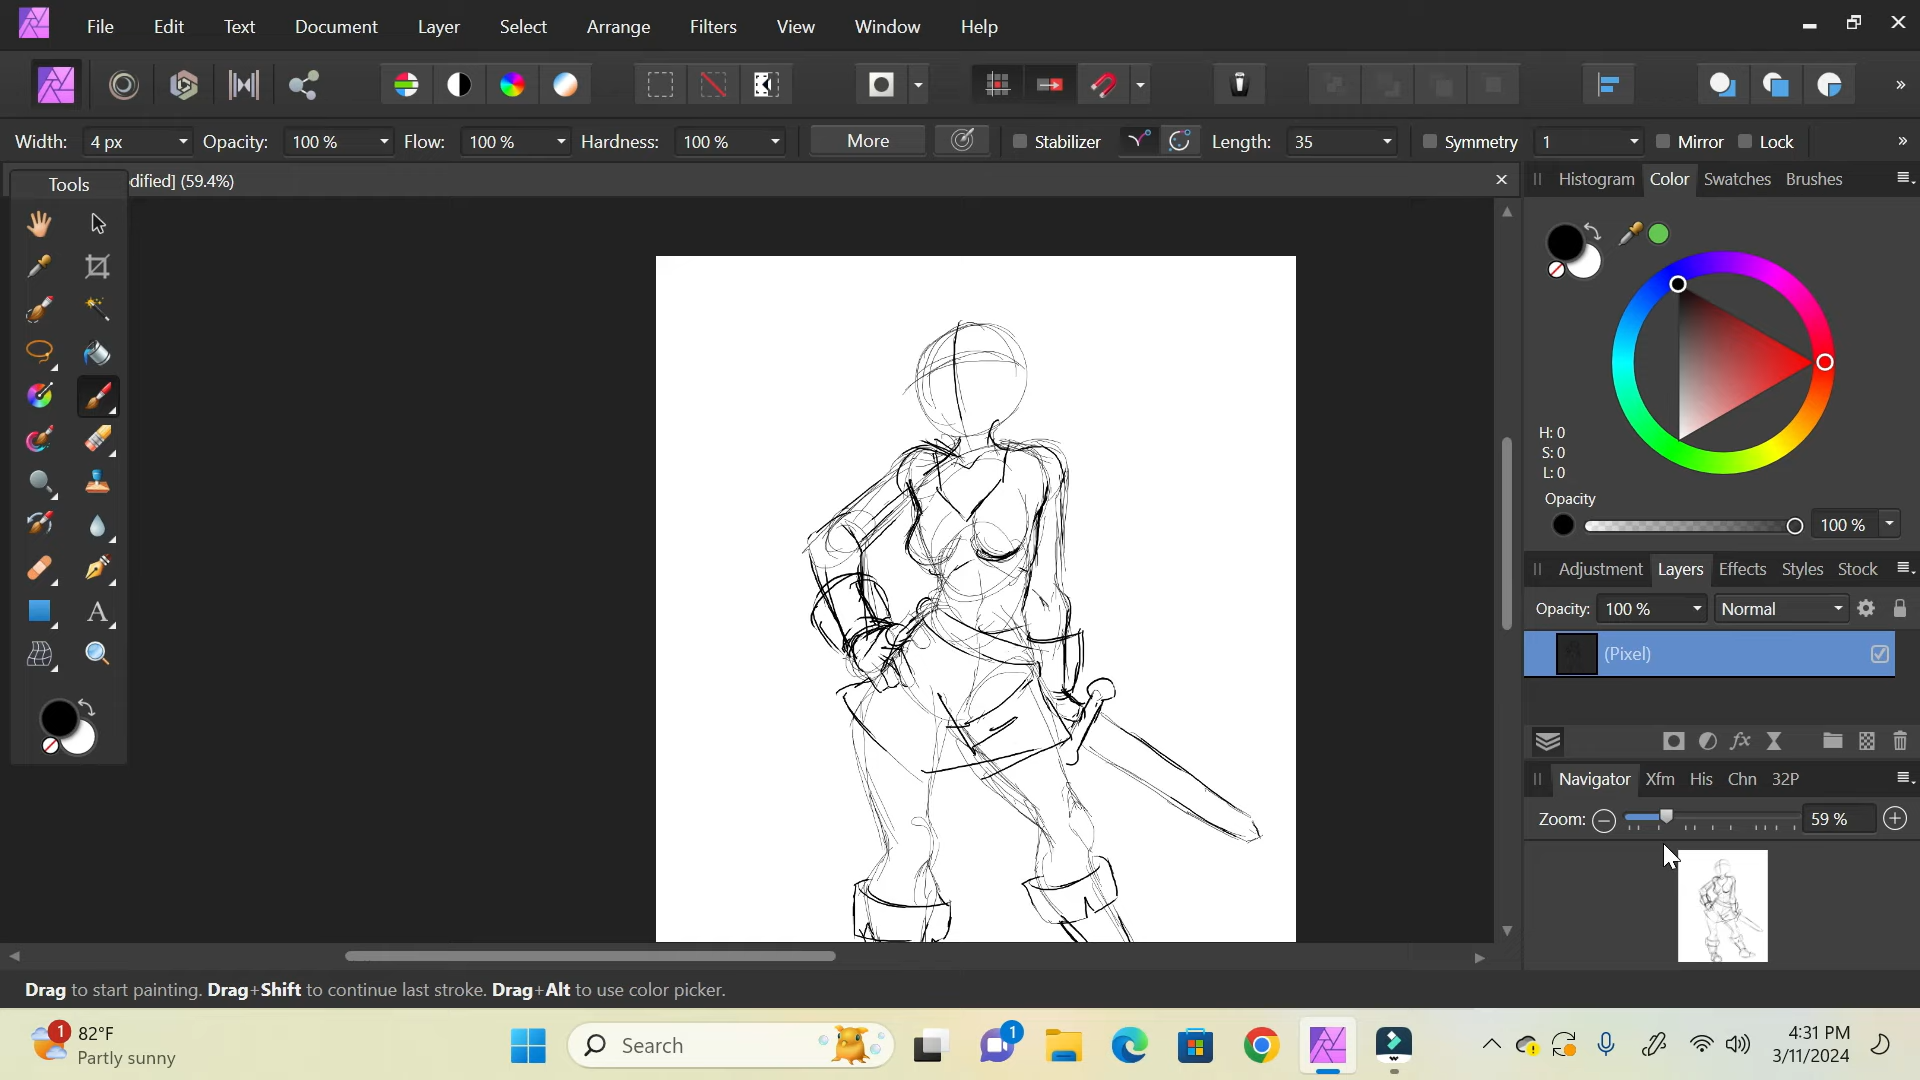 File Edit Text Document Layer Select Arrange Filters View Window Help
Width: 4 px Opacity: 100 % Flow: 100 % Hardness: 100 % More Stabilizer Length: 35 Symmetry 1 Mirror Lock
Tools
dified] (59.4%)
Histogram Color Swatches Brushes
H: 0
S: 0
L: 0
Opacity
100 %
Adjustment Layers Effects Styles Stock
Opacity: 100 % Normal
(Pixel)
Navigator Xfm His Chn 32P
Zoom: 59 %
Drag to start painting. Drag+Shift to continue last stroke. Drag+Alt to use color picker.
1
82°F
Partly sunny
Search
1
4:31 PM
3/11/2024